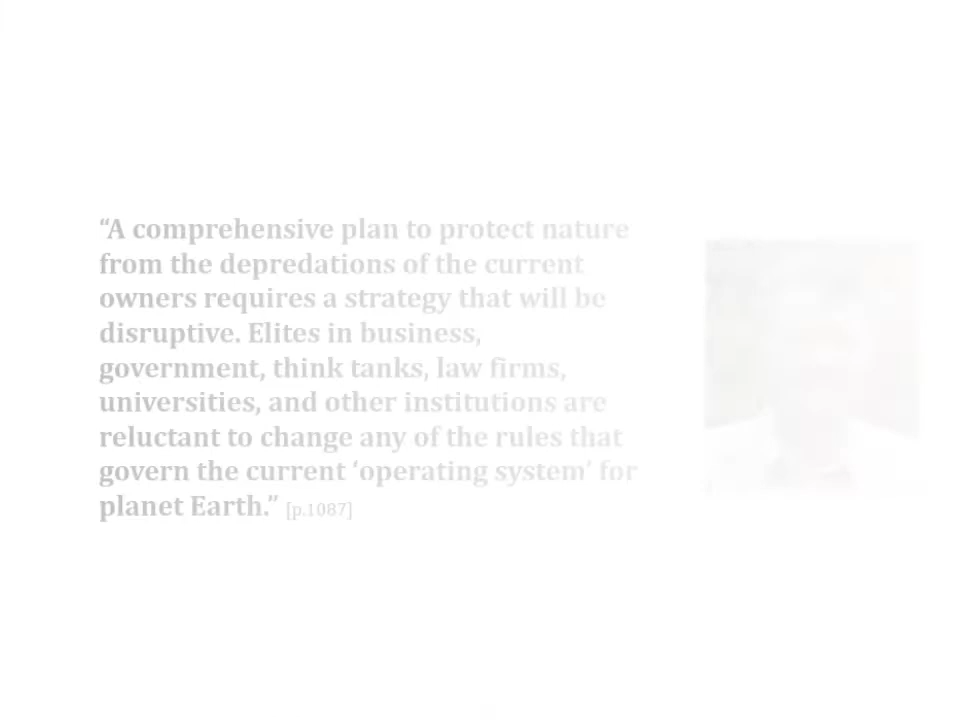 “A comprehensive plan to protect nature
from the depredations of the current
owners requires a strategy that will be
disruptive. Elites in business,
government, think tanks, law firms,
universities, and other institutions are
reluctant to change any of the rules that
govern the current ‘operating system’ for
planet Earth.” [p.1087]